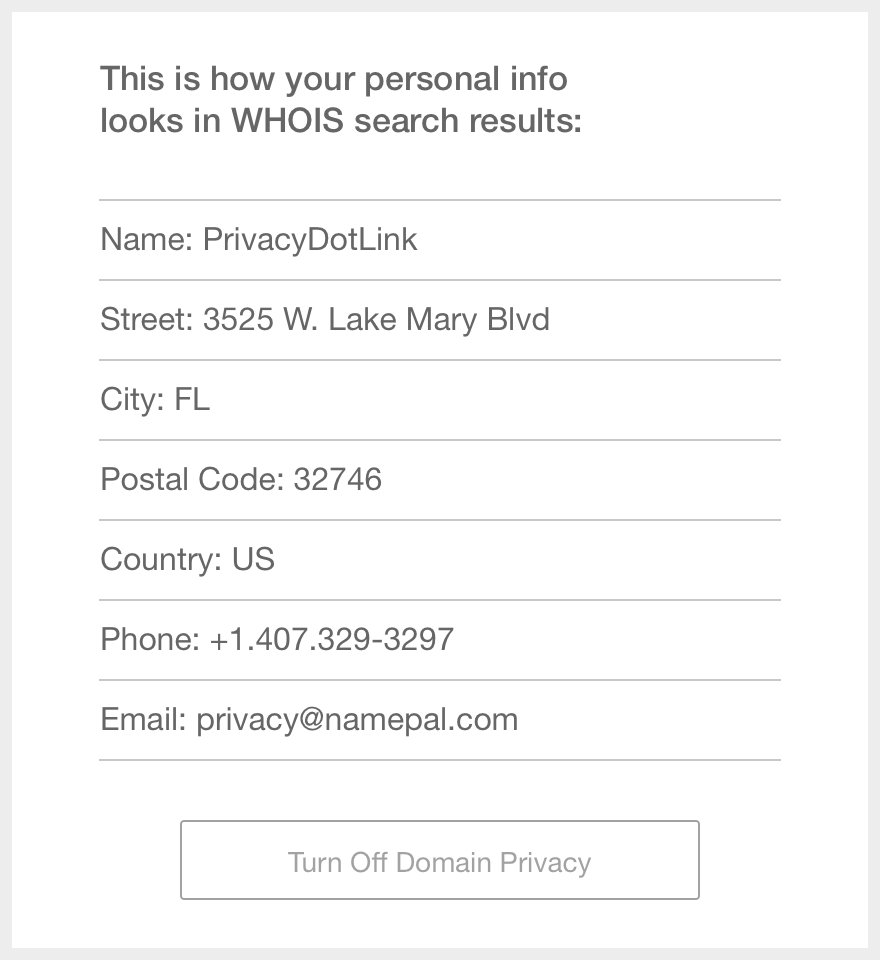 This is how your personal info
looks in WHOIS search results:
Name: PrivacyDotLink
Street: 3525 W. Lake Mary Blvd
City: FL
Postal Code: 32746
Country: US
Phone: +1.407.329-3297
Email: privacy@namepal.com
Turn Off Domain Privacy